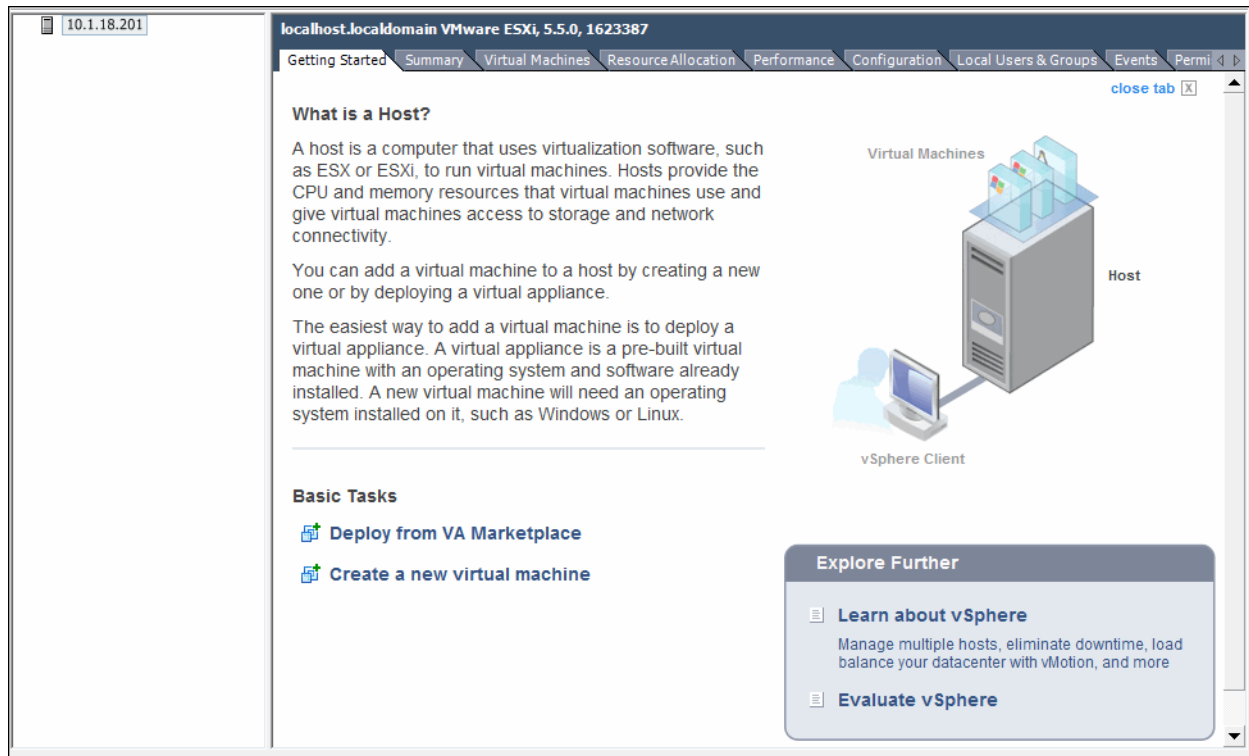 10.1.18.201
localhost.localdomain VMware ESXi, 5.5.0, 1623387
Getting Started Summary Virtual Machines Resource Allocation Performance Configuration Local Users & Groups Events Permi
close tab X
What is a Host?
A host is a computer that uses virtualization software, such
as ESX or ESXi, to run virtual machines. Hosts provide the
CPU and memory resources that virtual machines use and
give virtual machines access to storage and network
connectivity.
You can add a virtual machine to a host by creating a new
one or by deploying a virtual appliance.
The easiest way to add a virtual machine is to deploy a
virtual appliance. A virtual appliance is a pre-built virtual
machine with an operating system and software already
installed. A new virtual machine will need an operating
system installed on it, such as Windows or Linux.
Virtual Machines
Host
vSphere Client
Basic Tasks
Deploy from VA Marketplace
Create a new virtual machine
Explore Further
Learn about vSphere
Manage multiple hosts, eliminate downtime, load
balance your datacenter with vMotion, and more
Evaluate vSphere